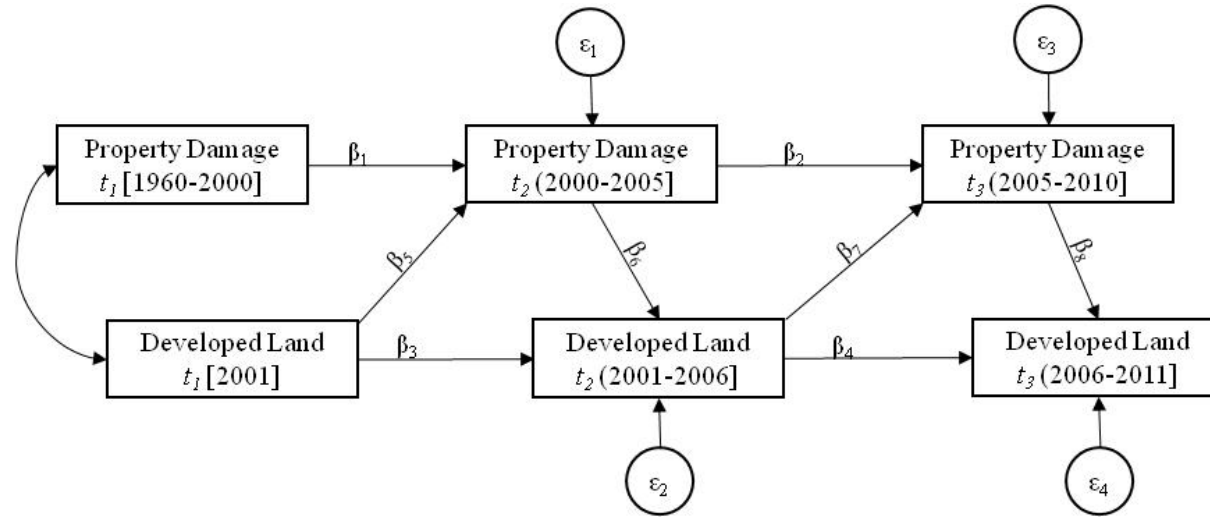 ε1
ε3
Property Damage
t1 [1960-2000]
β1
Property Damage
t2 (2000-2005]
β2
Property Damage
t3 (2005-2010]
β5
β6
β7
β8
Developed Land
t1 [2001]
β3
Developed Land
t2 (2001-2006]
β4
Developed Land
t3 (2006-2011]
ε2
ε4